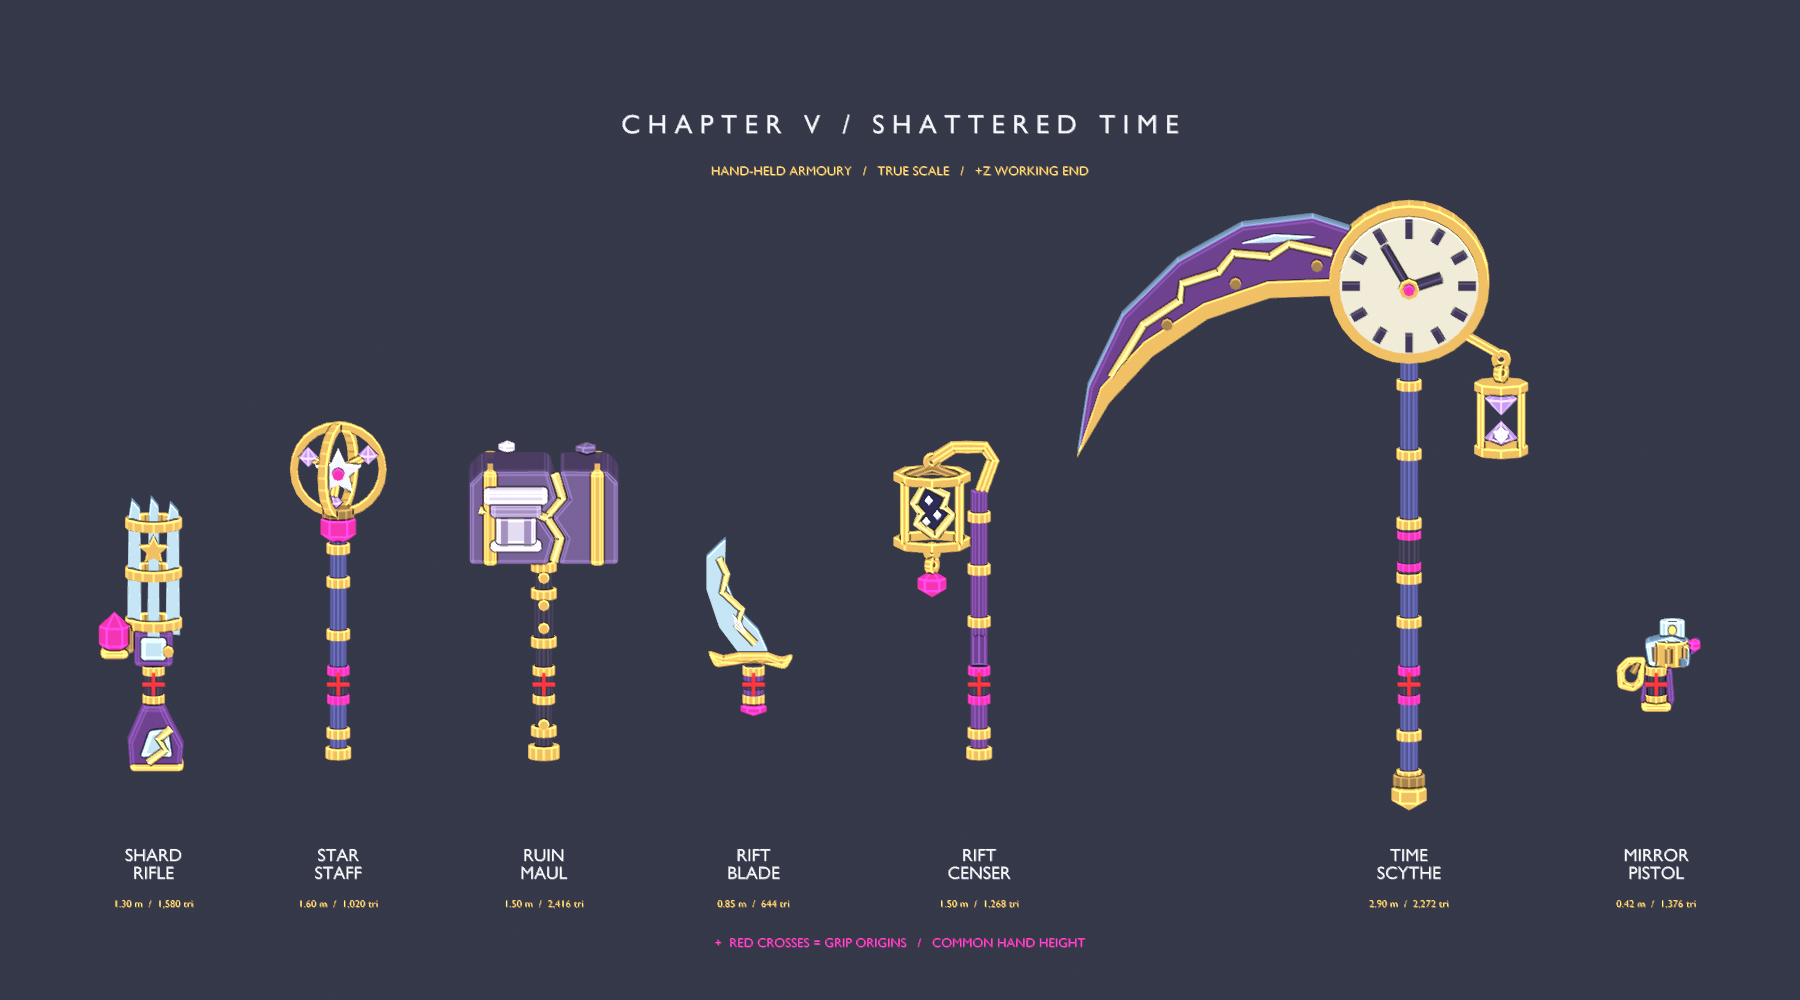 CHAPTER V / SHATTERED TIME
HAND-HELD ARMOURY / TRUE SCALE / +Z WORKING END
SHARD
RIFLE
1.30 m / 1,580 tri
STAR
STAFF
1.60 m / 1,020 tri
RUIN
MAUL
1.50 m / 2,416 tri
RIFT
BLADE
0.85 m / 644 tri
RIFT
CENSER
1.50 m / 1,268 tri
TIME
SCYTHE
2.90 m / 2,272 tri
MIRROR
PISTOL
0.42 m / 1,376 tri
+ RED CROSSES = GRIP ORIGINS / COMMON HAND HEIGHT